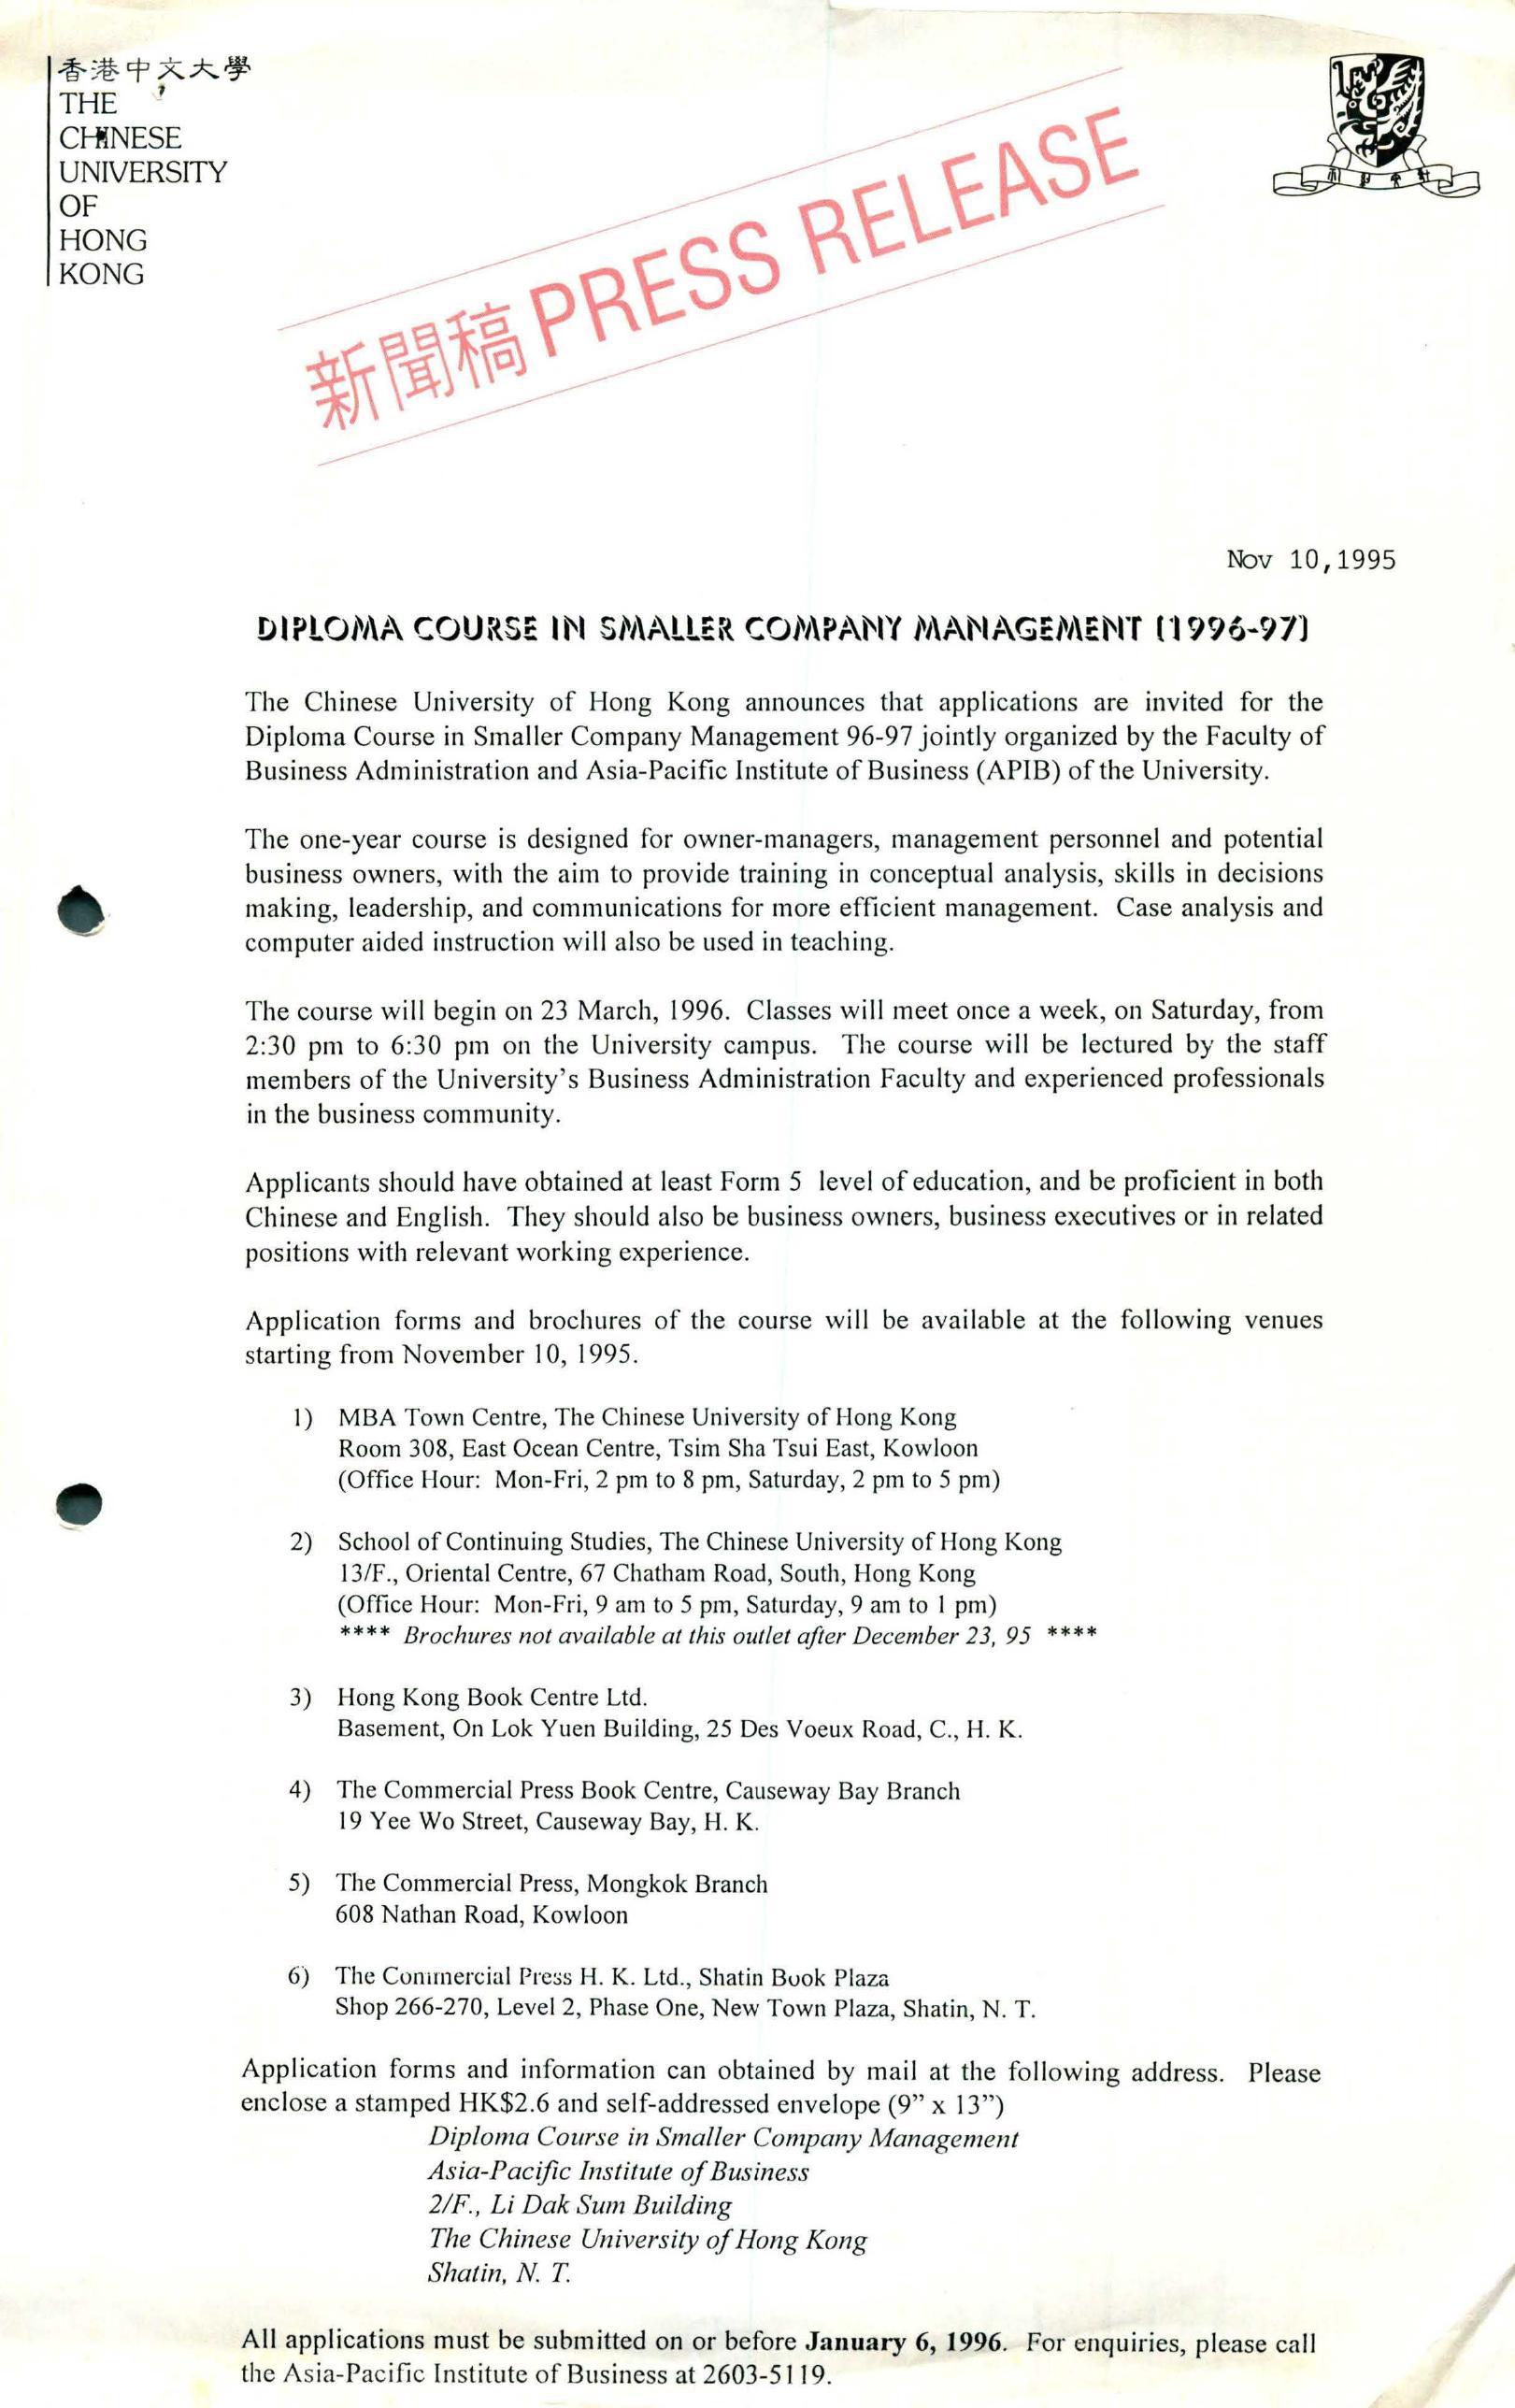 香港中文大學
THE
CHINESE
UNIVERSITY
OF
HONG
KONG
新聞稿 PRESS RELEASE
Nov 10,1995
DIPLOMA COURSE IN SMALLER COMPANY MANAGEMENT (1996-97)
The Chinese University of Hong Kong announces that applications are invited for the
Diploma Course in Smaller Company Management 96-97 jointly organized by the Faculty of
Business Administration and Asia-Pacific Institute of Business (APIB) of the University.
The one-year course is designed for owner-managers, management personnel and potential
business owners, with the aim to provide training in conceptual analysis, skills in decisions
making, leadership, and communications for more efficient management.  Case analysis and
computer aided instruction will also be used in teaching.
The course will begin on 23 March, 1996.  Classes will meet once a week, on Saturday, from
2:30 pm to 6:30 pm on the University campus.  The course will be lectured by the staff
members of the University's Business Administration Faculty and experienced professionals
in the business community.
Applicants should have obtained at least Form 5  level of education, and be proficient in both
Chinese and English.  They should also be business owners, business executives or in related
positions with relevant working experience.
Application forms and brochures of the course will be available at the following venues
starting from November 10, 1995.
1) MBA Town Centre, The Chinese University of Hong Kong
Room 308, East Ocean Centre, Tsim Sha Tsui East, Kowloon
(Office Hour:  Mon-Fri, 2 pm to 8 pm, Saturday, 2 pm to 5 pm)
2) School of Continuing Studies, The Chinese University of Hong Kong
13/F., Oriental Centre, 67 Chatham Road, South, Hong Kong
(Office Hour:  Mon-Fri, 9 am to 5 pm, Saturday, 9 am to 1 pm)
**** Brochures not available at this outlet after December 23, 95 ****
3) Hong Kong Book Centre Ltd.
Basement, On Lok Yuen Building, 25 Des Voeux Road, C., H. K.
4) The Commercial Press Book Centre, Causeway Bay Branch
19 Yee Wo Street, Causeway Bay, H. K.
5) The Commercial Press, Mongkok Branch
608 Nathan Road, Kowloon
6) The Commercial Press H. K. Ltd., Shatin Book Plaza
Shop 266-270, Level 2, Phase One, New Town Plaza, Shatin, N. T.
Application forms and information can obtained by mail at the following address.  Please
enclose a stamped HK$2.6 and self-addressed envelope (9" x 13")
Diploma Course in Smaller Company Management
Asia-Pacific Institute of Business
2/F., Li Dak Sum Building
The Chinese University of Hong Kong
Shatin, N. T.
All applications must be submitted on or before January 6, 1996.  For enquiries, please call
the Asia-Pacific Institute of Business at 2603-5119.